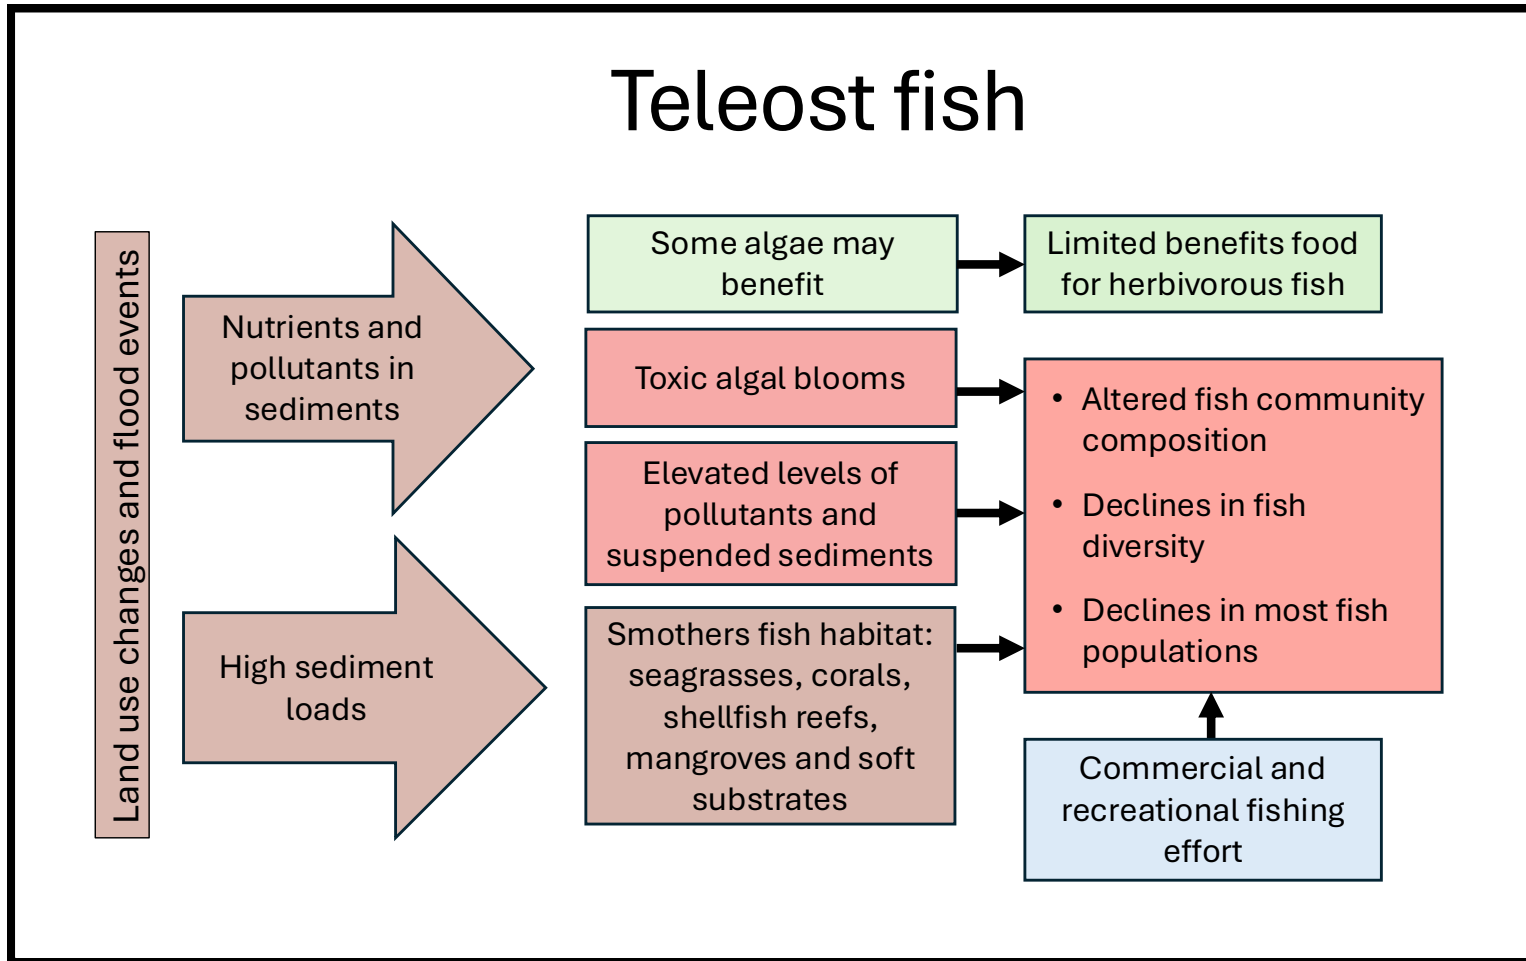 Teleost fish
Land use changes and flood events
Nutrients and
pollutants in
sediments
High sediment
loads
Some algae may
benefit
Limited benefits food
for herbivorous fish
Toxic algal blooms
Elevated levels of
pollutants and
suspended sediments
Smothers fish habitat:
seagrasses, corals,
shellfish reefs,
mangroves and soft
substrates
• Altered fish community
composition
• Declines in fish
diversity
• Declines in most fish
populations
Commercial and
recreational fishing
effort